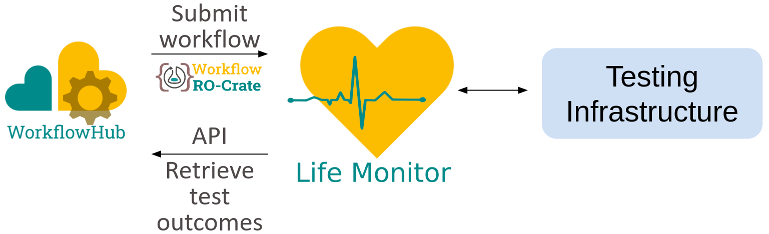 Submit
workflow
Workflow
RO-Crate
WorkflowHub
API
Retrieve
test
outcomes
Life Monitor
Testing
Infrastructure